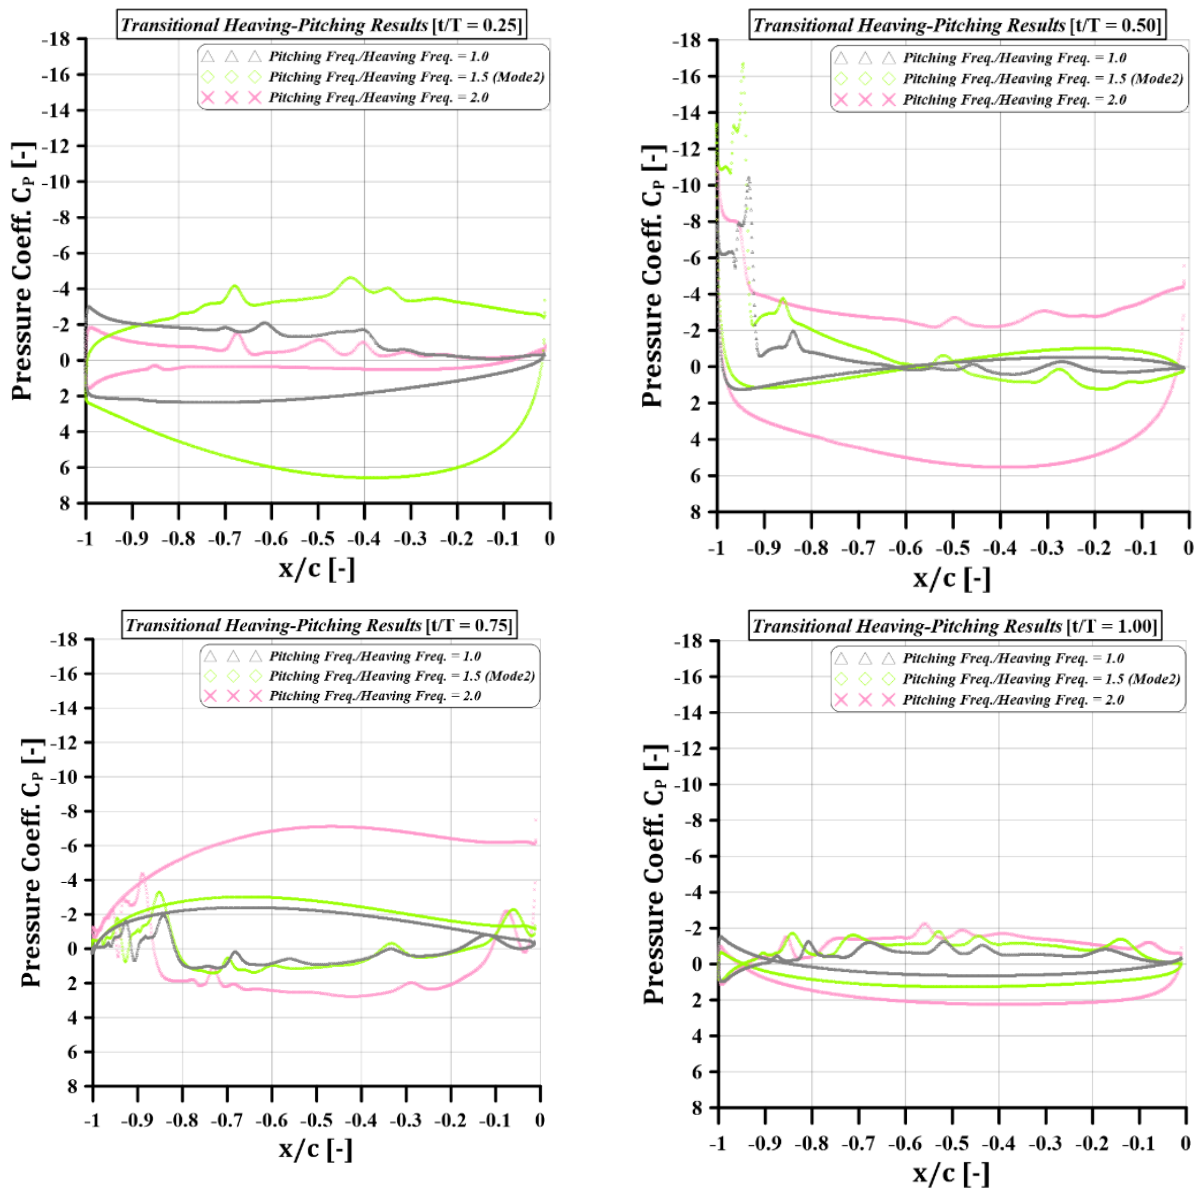 Transitional Heaving-Pitching Results [t/T = 0.25]
Pitching Freq./Heaving Freq. = 1.0
Pitching Freq./Heaving Freq. = 1.5 (Mode2)
Pitching Freq./Heaving Freq. = 2.0
Pressure Coeff. CP [-]
-18
-16
-14
-12
-10
-8
-6
-4
-2
0
2
4
6
8
-1 -0.9 -0.8 -0.7 -0.6 -0.5 -0.4 -0.3 -0.2 -0.1 0
x/c [-]
Transitional Heaving-Pitching Results [t/T = 0.50]
Pitching Freq./Heaving Freq. = 1.0
Pitching Freq./Heaving Freq. = 1.5 (Mode2)
Pitching Freq./Heaving Freq. = 2.0
Pressure Coeff. CP [-]
-18
-16
-14
-12
-10
-8
-6
-4
-2
0
2
4
6
8
-1 -0.9 -0.8 -0.7 -0.6 -0.5 -0.4 -0.3 -0.2 -0.1 0
x/c [-]
Transitional Heaving-Pitching Results [t/T = 0.75]
Pitching Freq./Heaving Freq. = 1.0
Pitching Freq./Heaving Freq. = 1.5 (Mode2)
Pitching Freq./Heaving Freq. = 2.0
Pressure Coeff. CP [-]
-18
-16
-14
-12
-10
-8
-6
-4
-2
0
2
4
6
8
-1 -0.9 -0.8 -0.7 -0.6 -0.5 -0.4 -0.3 -0.2 -0.1 0
x/c [-]
Transitional Heaving-Pitching Results [t/T = 1.00]
Pitching Freq./Heaving Freq. = 1.0
Pitching Freq./Heaving Freq. = 1.5 (Mode2)
Pitching Freq./Heaving Freq. = 2.0
Pressure Coeff. CP [-]
-18
-16
-14
-12
-10
-8
-6
-4
-2
0
2
4
6
8
-1 -0.9 -0.8 -0.7 -0.6 -0.5 -0.4 -0.3 -0.2 -0.1 0
x/c [-]